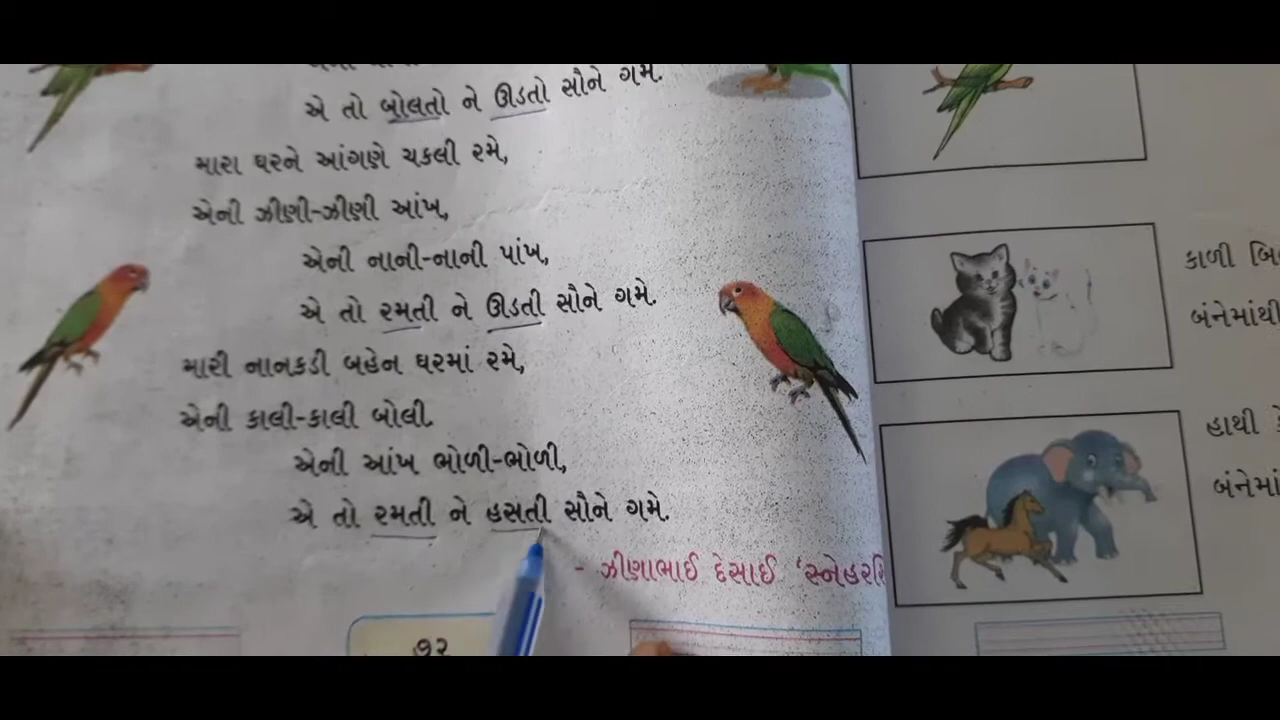 એ તો બોલતો ને ઊડતો સૌને ગમે.
મારા ઘરને આંગણે ચકલી રમે,
એની ઝીણી-ઝીણી આંખ,
એની નાની-નાની પાંખ,
એ તો રમતી ને ઊડતી સૌને ગમે.
મારી નાનકડી બહેન ઘરમાં રમે,
એની કાલી-કાલી બોલી.
એની આંખ ભોળી-ભોળી,
એ તો રમતી ને હસતી સૌને ગમે.
- ઝીણાભાઈ દેસાઈ
૭૨
કાળી
બંનેમાંથી
હાથી